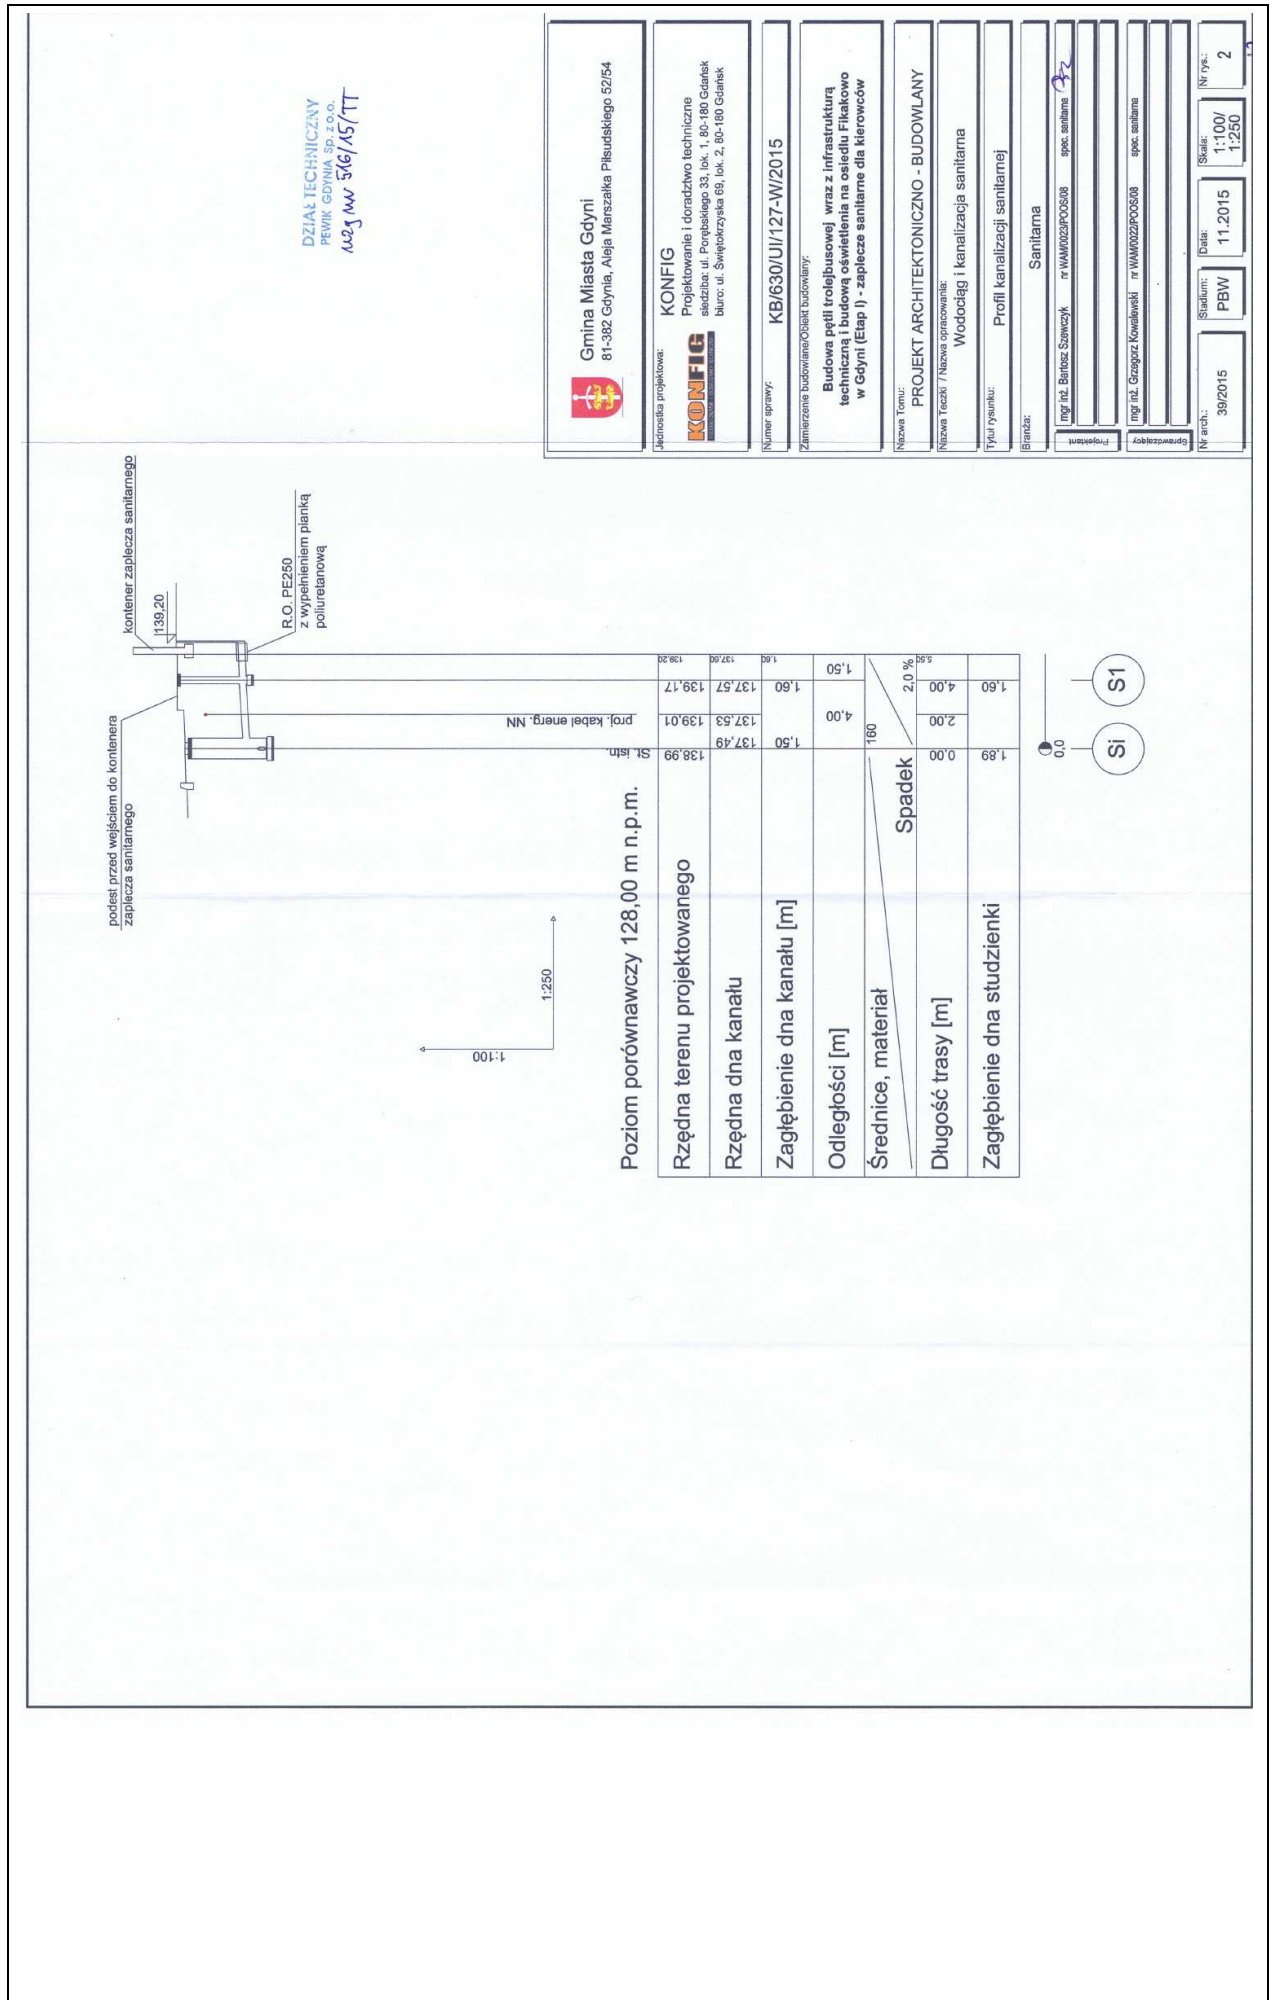 DZIAŁ TECHNICZNY
PEWIK GDYNIA Sp. z o.o.
516/15/TT
podest przed wejściem do kontenera
zaplecza sanitarnego
kontener zaplecza sanitarnego
139,20
R.O. PE250
z wypełnieniem pianką
poliuretanową
1:100
1:250
St. istn.
proj. kabel energ. NN
Poziom porównawczy 128,00 m n.p.m.
Rzędna terenu projektowanego
138,99
139,01
139,17
139,20
Rzędna dna kanału
137,49
137,53
137,57
137,60
Zagłębienie dna kanału [m]
1,50
1,60
1,60
Odległości [m]
4,00
1,50
Średnice, materiał
160
Spadek
2,0 %
Długość trasy [m]
0,00
2,00
4,00
5,50
Zagłębienie dna studzienki
1,89
1,60
0,0
Si
S1
Gmina Miasta Gdyni
81-382 Gdynia, Aleja Marszałka Piłsudskiego 52/54
Jednostka projektowa:
KONFIG
KONFIG
Projektowanie i doradztwo techniczne
siedziba: ul. Porębskiego 33, lok. 1, 80-180 Gdańsk
biuro: ul. Świętokrzyska 69, lok. 2, 80-180 Gdańsk
Numer sprawy:
KB/630/UI/127-W/2015
Zamierzenie budowlane/Obiekt budowlany:
Budowa pętli trolejbusowej wraz z infrastrukturą
techniczną i budową oświetlenia na osiedlu Fikakowo
w Gdyni (Etap I) - zaplecze sanitarne dla kierowców
Nazwa Tomu:
PROJEKT ARCHITEKTONICZNO - BUDOWLANY
Nazwa Teczki / Nazwa opracowania:
Wodociąg i kanalizacja sanitarna
Tytuł rysunku:
Profil kanalizacji sanitarnej
Branża:
Sanitarna
Projektant
mgr inż. Bartosz Szewczyk nr WAM/0023/POOS/08 spec. sanitarna
Sprawdzający
mgr inż. Grzegorz Kowalewski nr WAM/0022/POOS/08 spec. sanitarna
Nr arch.:
39/2015
Stadium:
PBW
Data:
11.2015
Skala:
1:100/
1:250
Nr rys.:
2